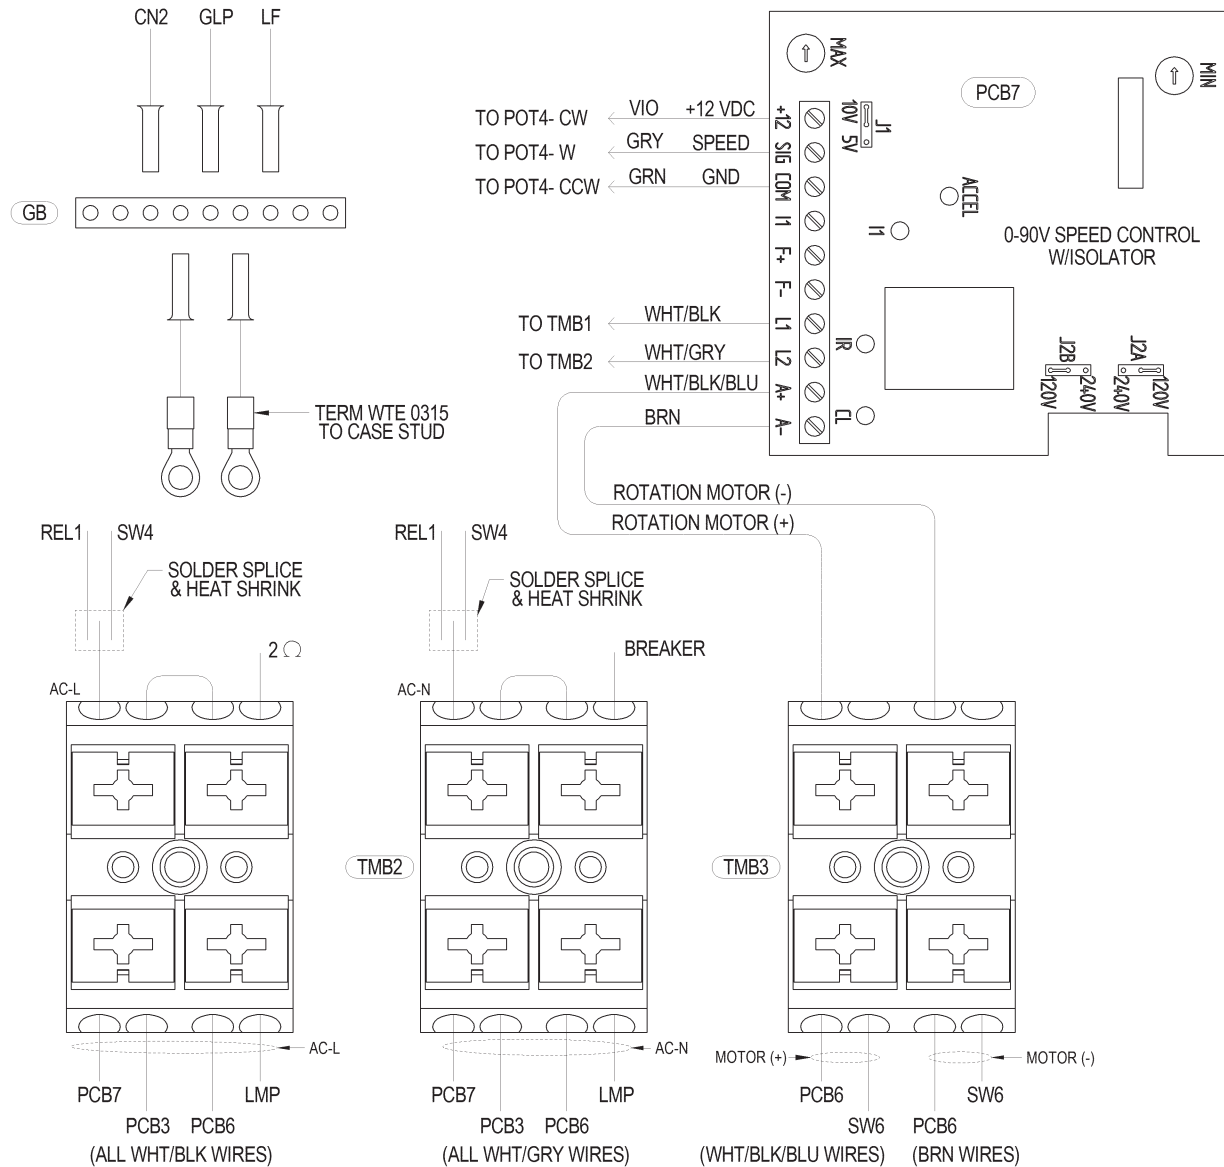 CN2 GLP LF
GB
TERM WTE 0315
TO CASE STUD
MAX
MIN
PCB7
TO POT4- CW VIO +12 VDC +12
TO POT4- W GRY SPEED SIG
TO POT4- CCW GRN GND COM
I1
F+
F-
TO TMB1 WHT/BLK L1
TO TMB2 WHT/GRY L2
WHT/BLK/BLU A+
BRN A-
10V 5V
J1
ACCEL
I1
IR
CL
0-90V SPEED CONTROL
W/ISOLATOR
J2B J2A
120V 240V 240V 120V
ROTATION MOTOR (-)
ROTATION MOTOR (+)
REL1 SW4
SOLDER SPLICE
& HEAT SHRINK
2 Ω
AC-L
REL1 SW4
SOLDER SPLICE
& HEAT SHRINK
BREAKER
AC-N
TMB2
TMB3
AC-L
PCB7 LMP
PCB3 PCB6
(ALL WHT/BLK WIRES)
AC-N
PCB7 LMP
PCB3 PCB6
(ALL WHT/GRY WIRES)
MOTOR (+) MOTOR (-)
PCB6 SW6
SW6 PCB6
(WHT/BLK/BLU WIRES) (BRN WIRES)